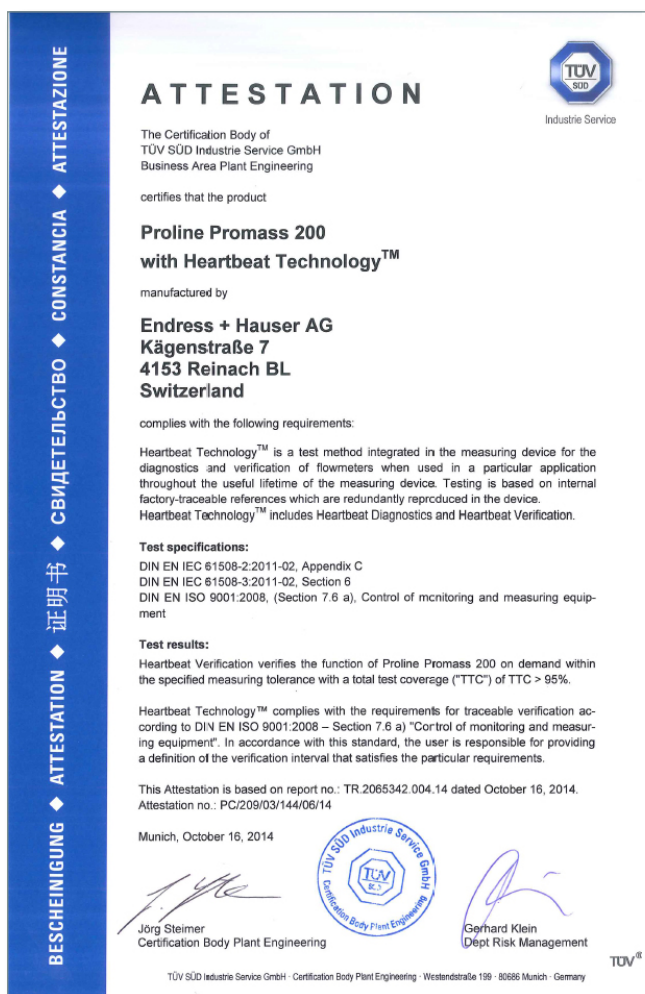 BESCHEINIGUNG ◆ ATTESTATION ◆ 证明书 ◆ СВИДЕТЕЛЬСТВО ◆ CONSTANCIA ◆ ATTESTAZIONE
TÜV
SÜD
Industrie Service
ATTESTATION
The Certification Body of
TÜV SÜD Industrie Service GmbH
Business Area Plant Engineering
certifies that the product
Proline Promass 200
with Heartbeat Technology™
manufactured by
Endress + Hauser AG
Kägenstraße 7
4153 Reinach BL
Switzerland
complies with the following requirements:
Heartbeat Technology™ is a test method integrated in the measuring device for the
diagnostics and verification of flowmeters when used in a particular application
throughout the useful lifetime of the measuring device. Testing is based on internal
factory-traceable references which are redundantly reproduced in the device.
Heartbeat Technology™ includes Heartbeat Diagnostics and Heartbeat Verification.
Test specifications:
DIN EN IEC 61508-2:2011-02, Appendix C
DIN EN IEC 61508-3:2011-02, Section 6
DIN EN ISO 9001:2008, (Section 7.6 a), Control of monitoring and measuring equip-
ment
Test results:
Heartbeat Verification verifies the function of Proline Promass 200 on demand within
the specified measuring tolerance with a total test coverage ("TTC") of TTC > 95%.
Heartbeat Technology™ complies with the requirements for traceable verification ac-
cording to DIN EN ISO 9001:2008 – Section 7.6 a) "Control of monitoring and measur-
ing equipment". In accordance with this standard, the user is responsible for providing
a definition of the verification interval that satisfies the particular requirements.
This Attestation is based on report no.: TR.2065342.004.14 dated October 16, 2014.
Attestation no.: PC/209/03/144/06/14
Munich, October 16, 2014
TÜV SÜD Industrie Service GmbH
TÜV
SÜD
Certification Body Plant Engineering
Jörg Steimer
Certification Body Plant Engineering
Gerhard Klein
Dept Risk Management
TÜV®
TÜV SÜD Industrie Service GmbH · Certification Body Plant Engineering · Westendstraße 199 · 80686 Munich · Germany